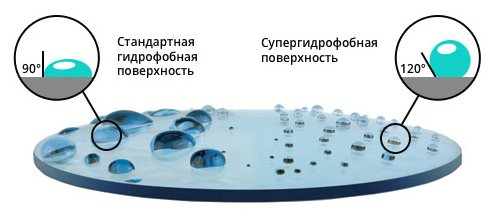 90°
Стандартная
гидрофобная
поверхность
Супергидрофобная
поверхность
120°